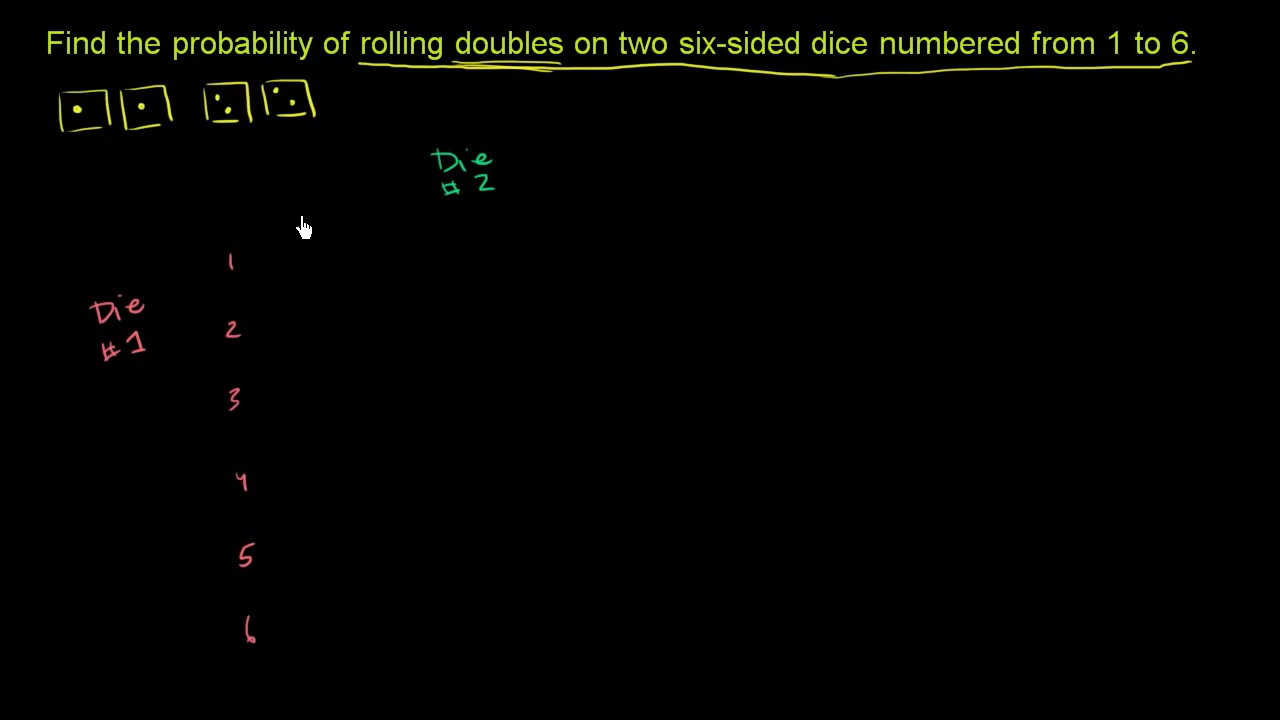 Find the probability of rolling doubles on two six-sided dice numbered from 1 to 6.
Die
# 2
1
Die
# 1
2
3
4
5
6